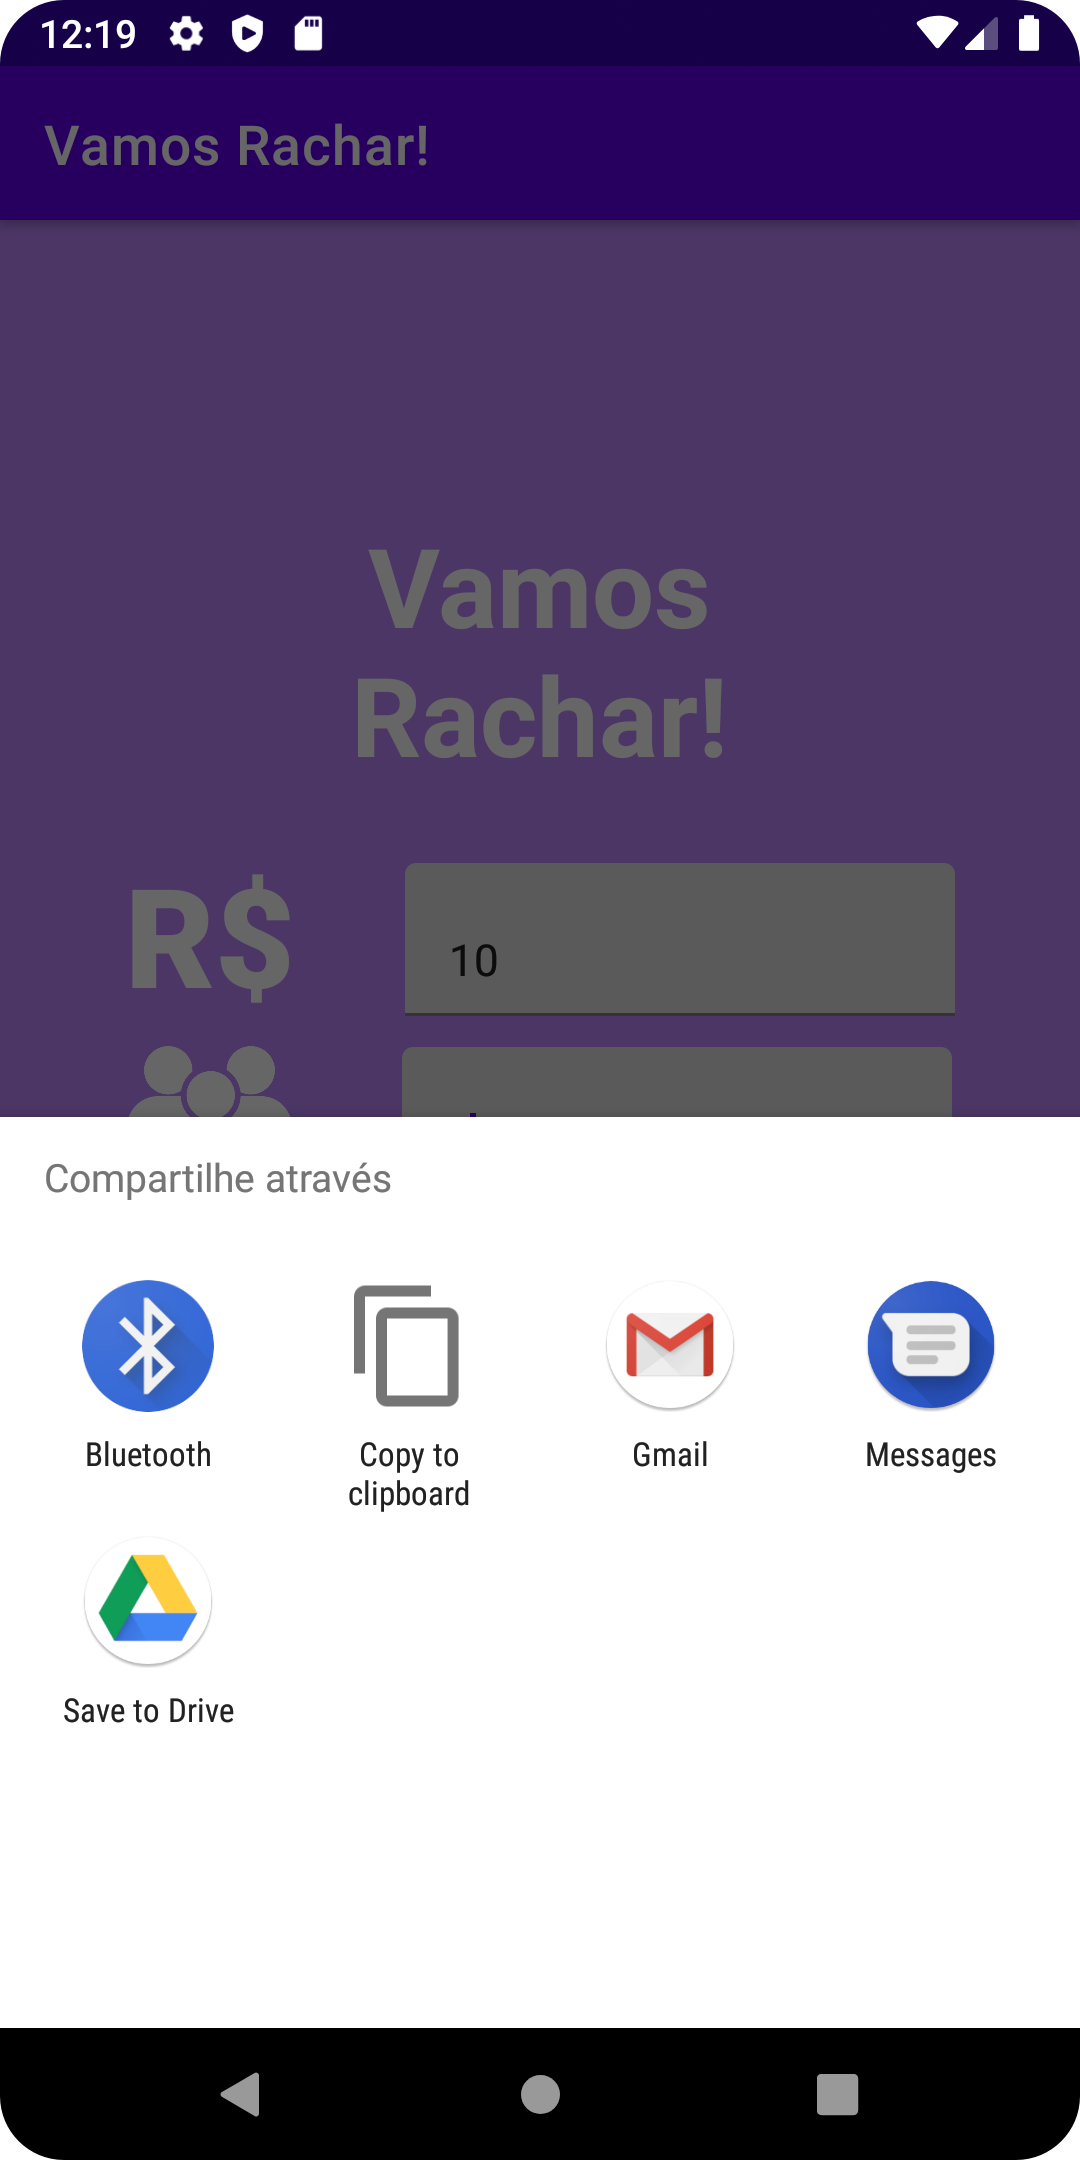 12:19
Vamos Rachar!
Vamos
Rachar!
R$
10
Compartilhe através
Bluetooth
Copy to
clipboard
Gmail
Messages
Save to Drive